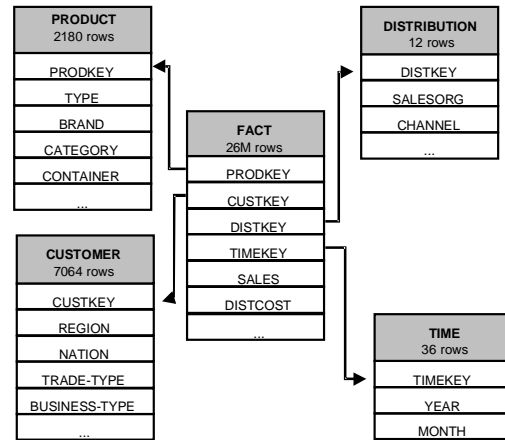 PRODUCT
2180 rows
PRODKEY
TYPE
BRAND
CATEGORY
CONTAINER
...
DISTRIBUTION
12 rows
DISTKEY
SALESORG
CHANNEL
...
FACT
26M rows
PRODKEY
CUSTKEY
DISTKEY
TIMEKEY
SALES
DISTCOST
...
CUSTOMER
7064 rows
CUSTKEY
REGION
NATION
TRADE-TYPE
BUSINESS-TYPE
...
TIME
36 rows
TIMEKEY
YEAR
MONTH